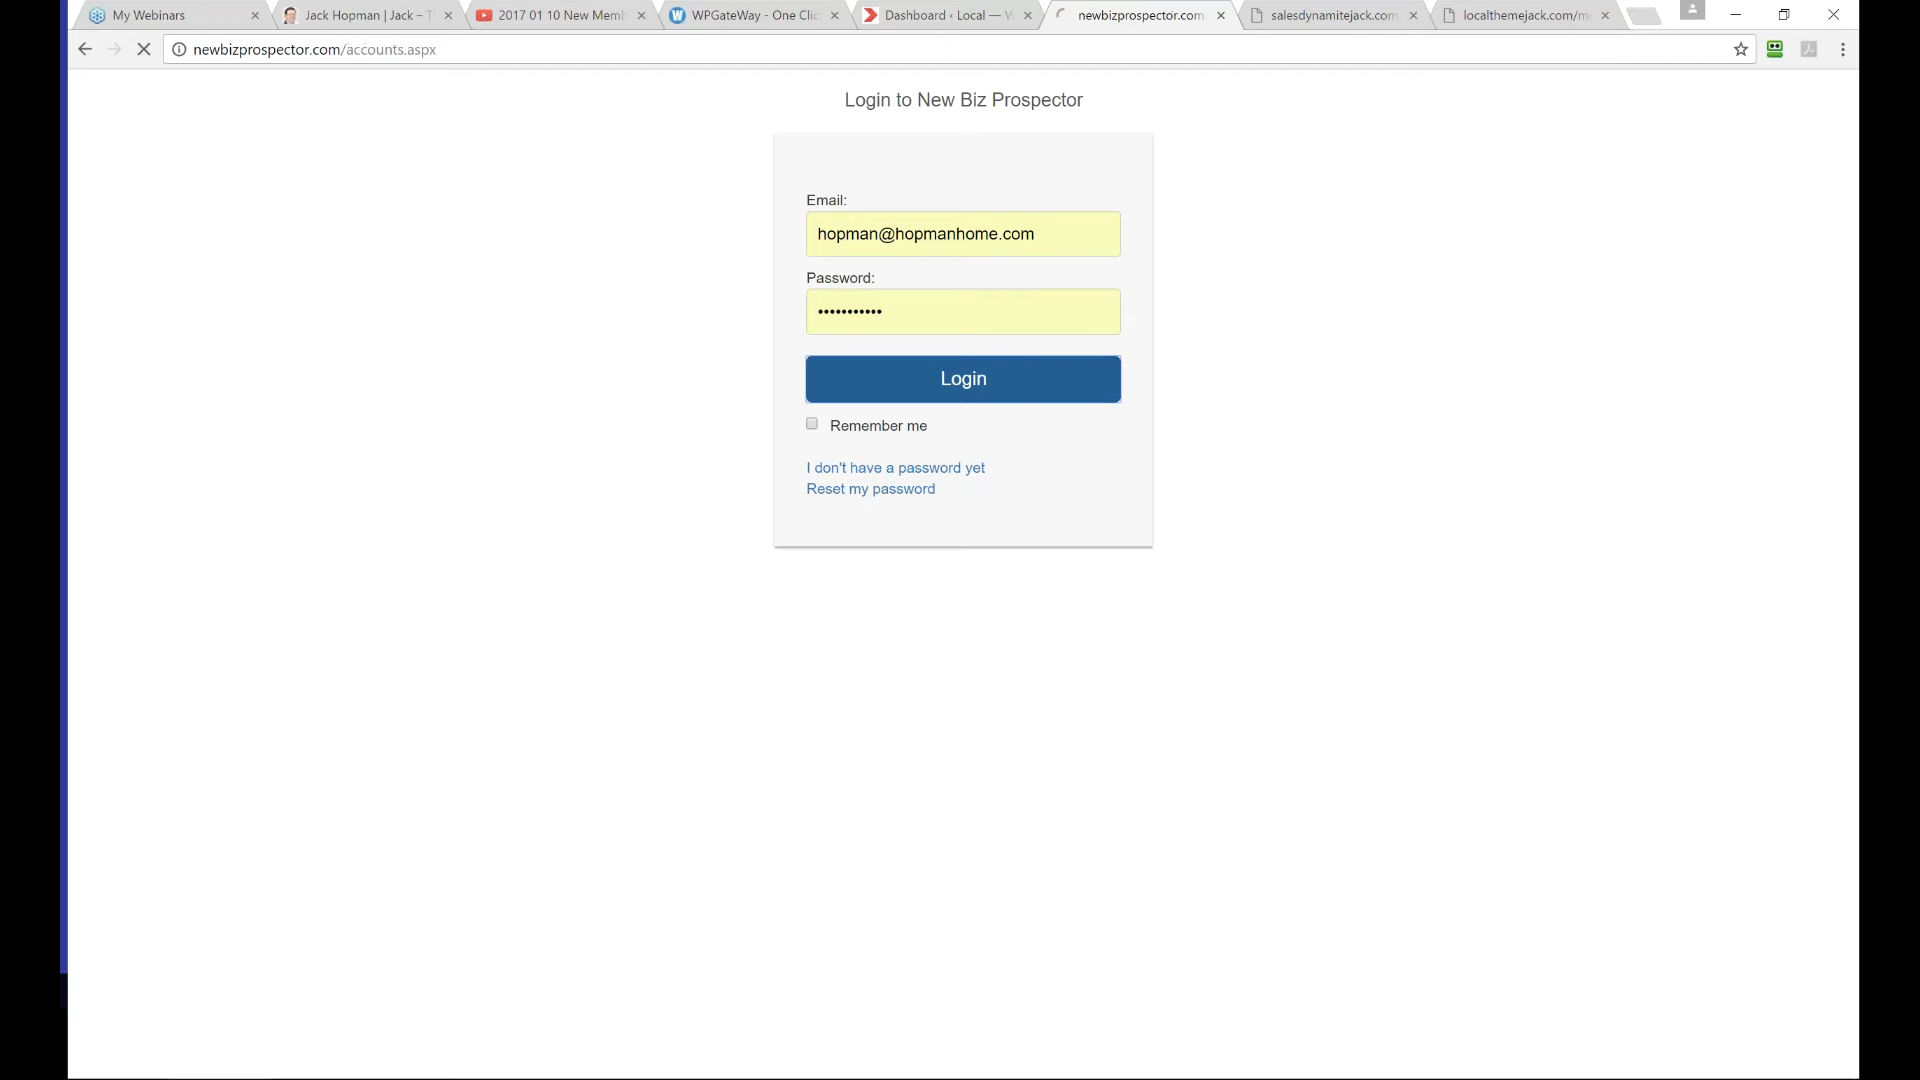 My Webinars
Jack Hopman | Jack – T
2017 01 10 New Memb
WPGateWay - One Clic
Dashboard ‹ Local — W
newbizprospector.com
salesdynamitejack.com
localthemejack.com/m
newbizprospector.com/accounts.aspx
Login to New Biz Prospector
Email:
hopman@hopmanhome.com
Password:
•••••••••••
Login
Remember me
I don't have a password yet
Reset my password